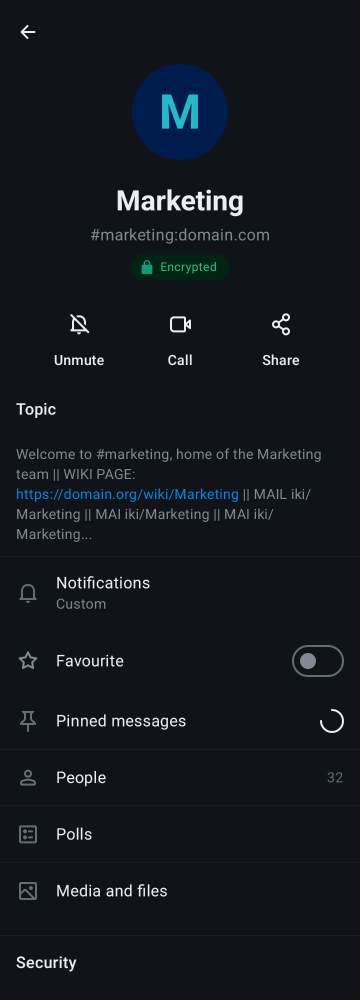 M
Marketing
#marketing:domain.com
Encrypted
Unmute
Call
Share
Topic
Welcome to #marketing, home of the Marketing
team || WIKI PAGE:
https://domain.org/wiki/Marketing || MAIL iki/
Marketing || MAI iki/Marketing || MAI iki/
Marketing...
Notifications
Custom
Favourite
Pinned messages
People 32
Polls
Media and files
Security